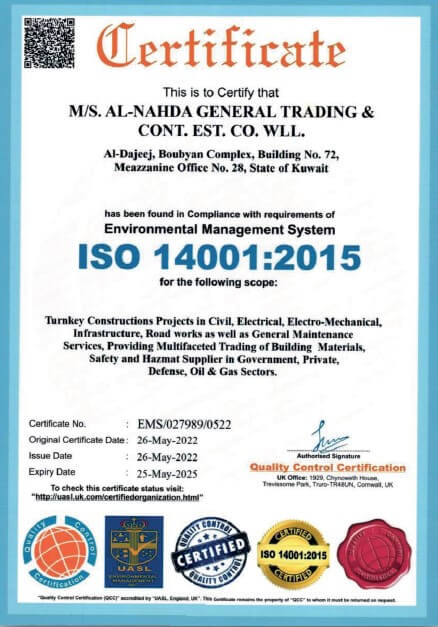 Certificate
This is to Certify that
M/S. AL-NAHDA GENERAL TRADING &
CONT. EST. CO. WLL.
Al-Dajeej, Boubyan Complex, Building No. 72,
Meazzanine Office No. 28, State of Kuwait
has been found in Compliance with requirements of
Environmental Management System
ISO 14001:2015
for the following scope:
Turnkey Constructions Projects in Civil, Electrical, Electro-Mechanical,
Infrastructure, Road works as well as General Maintenance
Services, Providing Multifaceted Trading of Building Materials,
Safety and Hazmat Supplier in Government, Private,
Defense, Oil & Gas Sectors.
Certificate No. : EMS/027989/0522
Original Certificate Date : 26-May-2022
Issue Date : 26-May-2022
Expiry Date : 25-May-2025
To check this certificate status visit:
"http://uasl.uk.com/certifiedorganization.html"
Authorised Signature
Quality Control Certification
UK Office: 1929, Chynoweth House,
Trevissome Park, Truro-TR48UN, Cornwall, UK
Quality Control
Certification
UASL
ENVIRONMENTAL
MANAGEMENT
QUALITY CONTROL
CERTIFIED
QUALITY CONTROL
CERTIFIED
ISO 14001:2015
CERTIFIED
"Quality Control Certification (QCC)" accredited by "UASL, England, UK". This Certificate remains the property of "QCC" to whom it must be returned on request.